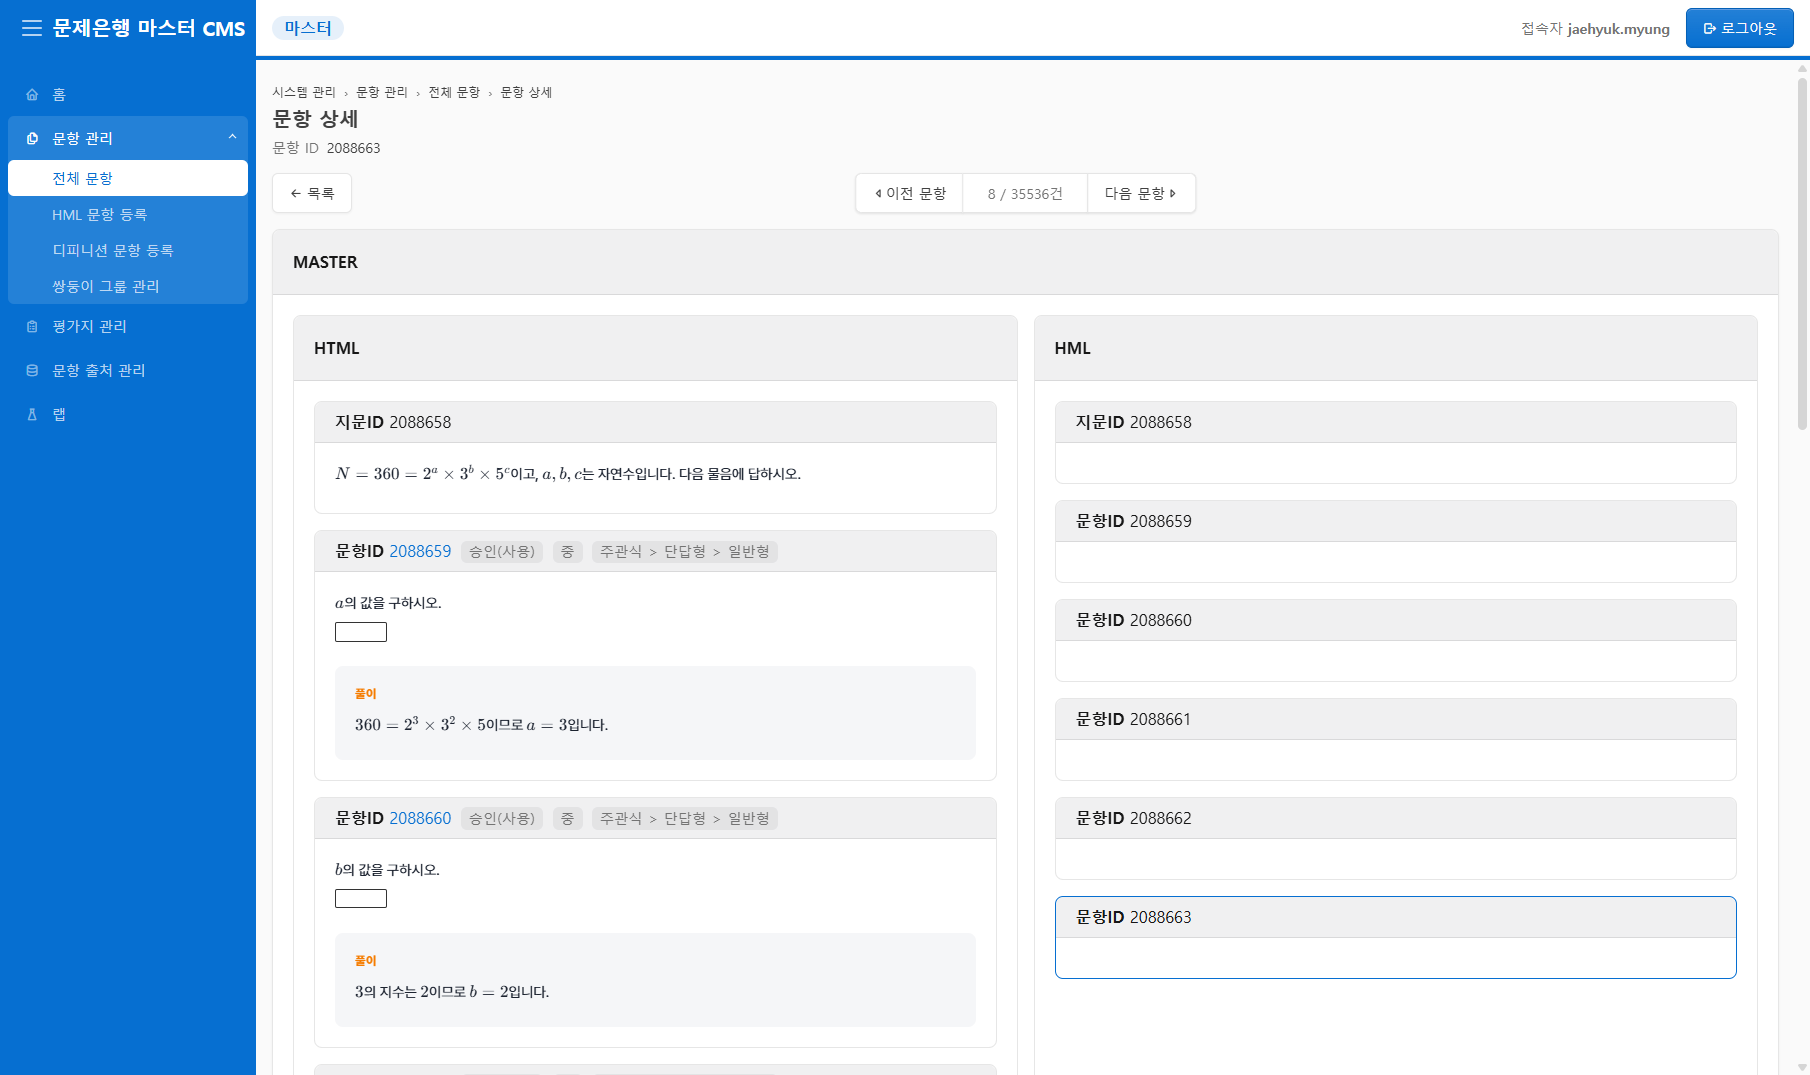 문제은행 마스터 CMS
홈
문항 관리
전체 문항
HML 문항 등록
디피니션 문항 등록
쌍둥이 그룹 관리
평가지 관리
문항 출처 관리
랩
마스터
접속자 jaehyuk.myung
로그아웃
시스템 관리 › 문항 관리 › 전체 문항 › 문항 상세
문항 상세
문항 ID 2088663
← 목록
이전 문항
8 / 35536건
다음 문항
MASTER
HTML
지문ID 2088658
N = 360 = 2^a × 3^b × 5^c이고, a, b, c는 자연수입니다. 다음 물음에 답하시오.
문항ID 2088659 승인(사용) 중 주관식 > 단답형 > 일반형
a의 값을 구하시오.
풀이
360 = 2^3 × 3^2 × 5이므로 a = 3입니다.
문항ID 2088660 승인(사용) 중 주관식 > 단답형 > 일반형
b의 값을 구하시오.
풀이
3의 지수는 2이므로 b = 2입니다.
HML
지문ID 2088658
문항ID 2088659
문항ID 2088660
문항ID 2088661
문항ID 2088662
문항ID 2088663